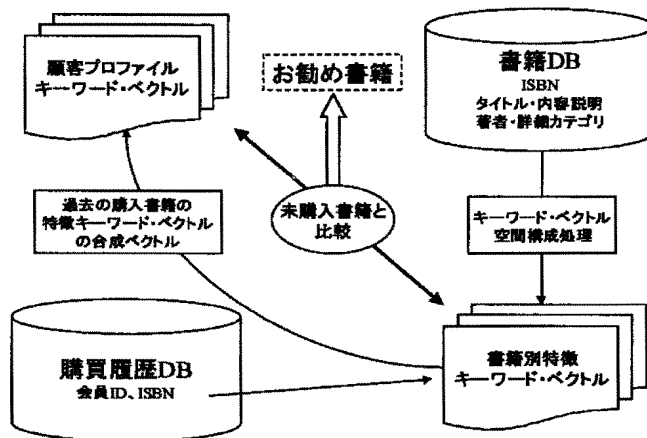 顧客プロファイル
キーワード・ベクトル
お勧め書籍
書籍DB
ISBN
タイトル・内容説明
著者・詳細カテゴリ
過去の購入書籍の
特徴キーワード・ベクトル
の合成ベクトル
未購入書籍と
比較
キーワード・ベクトル
空間構成処理
購買履歴DB
会員ID、ISBN
書籍別特徴
キーワード・ベクトル